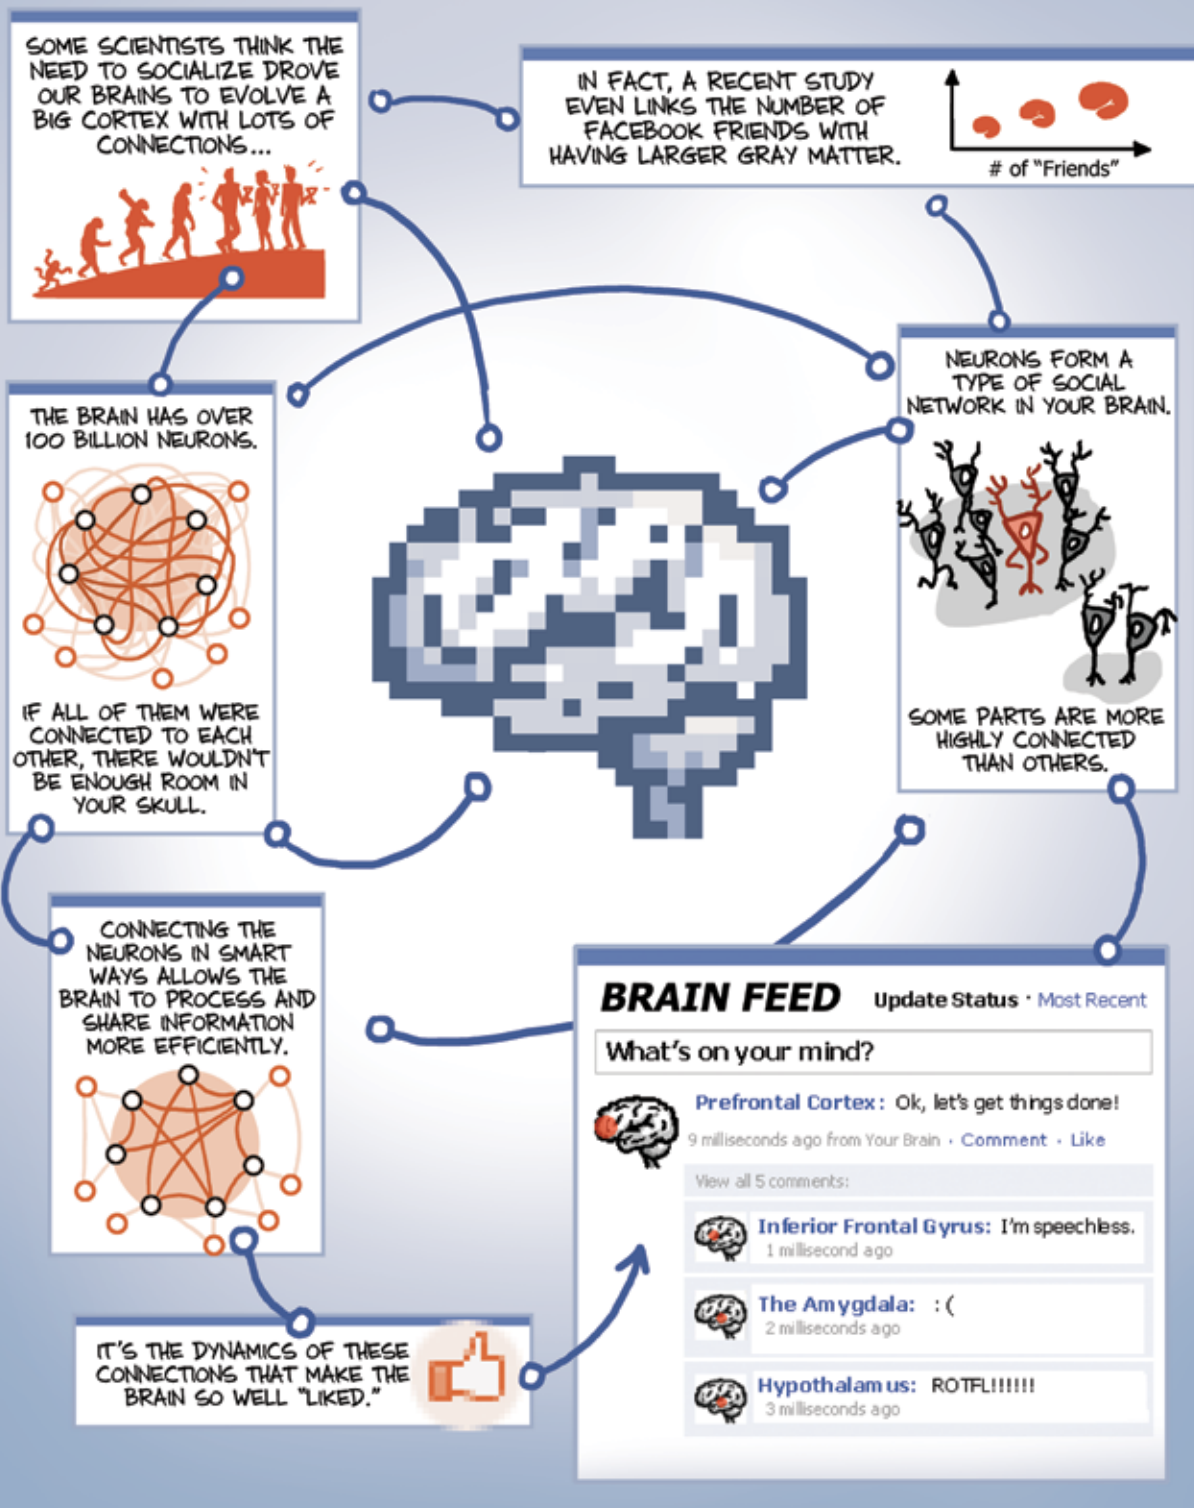 SOME SCIENTISTS THINK THE
NEED TO SOCIALIZE DROVE
OUR BRAINS TO EVOLVE A
BIG CORTEX WITH LOTS OF
CONNECTIONS...
IN FACT, A RECENT STUDY
EVEN LINKS THE NUMBER OF
FACEBOOK FRIENDS WITH
HAVING LARGER GRAY MATTER.
# of "Friends"
THE BRAIN HAS OVER
100 BILLION NEURONS.
IF ALL OF THEM WERE
CONNECTED TO EACH
OTHER, THERE WOULDN'T
BE ENOUGH ROOM IN
YOUR SKULL.
NEURONS FORM A
TYPE OF SOCIAL
NETWORK IN YOUR BRAIN.
SOME PARTS ARE MORE
HIGHLY CONNECTED
THAN OTHERS.
CONNECTING THE
NEURONS IN SMART
WAYS ALLOWS THE
BRAIN TO PROCESS AND
SHARE INFORMATION
MORE EFFICIENTLY.
IT'S THE DYNAMICS OF THESE
CONNECTIONS THAT MAKE THE
BRAIN SO WELL "LIKED."
BRAIN FEED Update Status · Most Recent
What's on your mind?
Prefrontal Cortex: Ok, let's get things done!
9 milliseconds ago from Your Brain · Comment · Like
View all 5 comments:
Inferior Frontal Gyrus: I'm speechless.
1 millisecond ago
The Amygdala: :(
2 milliseconds ago
Hypothalamus: ROTFL!!!!!!
3 milliseconds ago